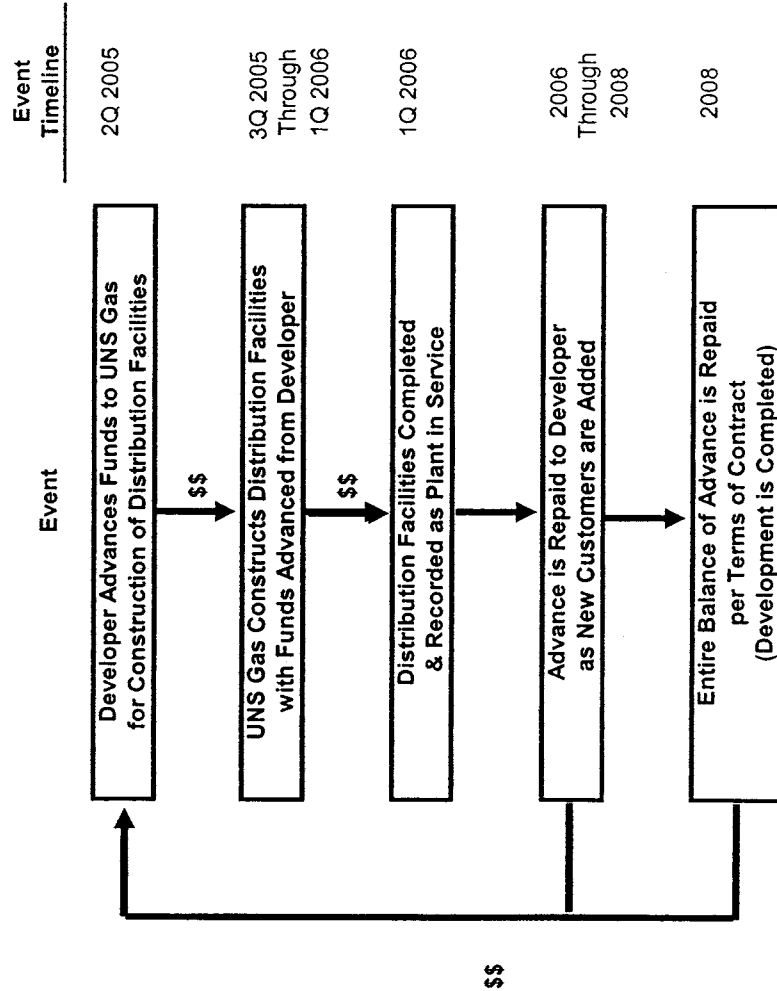 Event
Event
Timeline
Developer Advances Funds to UNS Gas
for Construction of Distribution Facilities
2Q 2005
$$
UNS Gas Constructs Distribution Facilities
with Funds Advanced from Developer
3Q 2005
Through
1Q 2006
$$
Distribution Facilities Completed
& Recorded as Plant in Service
1Q 2006
Advance is Repaid to Developer
as New Customers are Added
2006
Through
2008
Entire Balance of Advance is Repaid
per Terms of Contract
(Development is Completed)
2008
$$